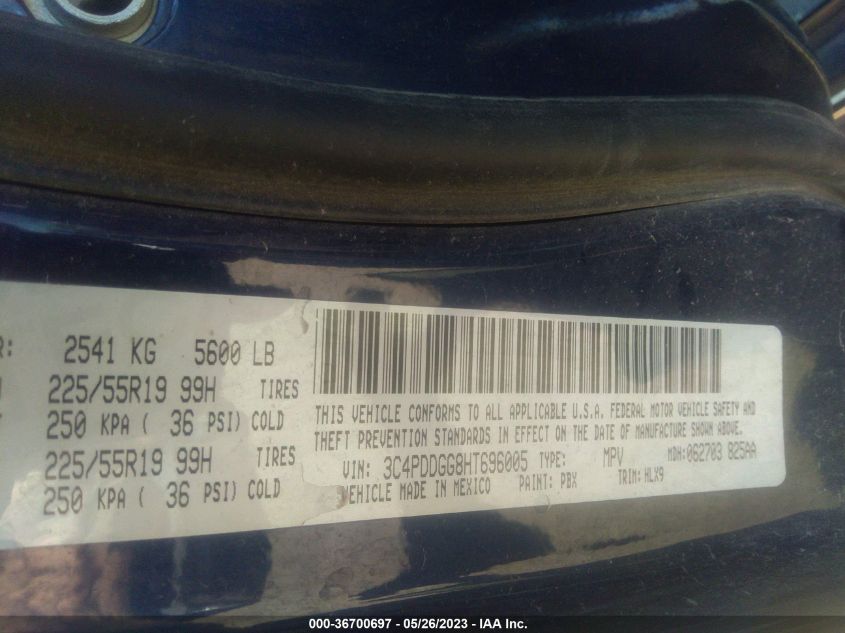 R: 2541 KG 5600 LB
225/55R19 99H TIRES
250 KPA ( 36 PSI) COLD
225/55R19 99H TIRES
250 KPA ( 36 PSI) COLD
THIS VEHICLE CONFORMS TO ALL APPLICABLE U.S.A. FEDERAL MOTOR VEHICLE SAFETY AND
THEFT PREVENTION STANDARDS IN EFFECT ON THE DATE OF MANUFACTURE SHOWN ABOVE.
VIN: 3C4PDDGG8HT696005 TYPE: MPV MDH:062703 B25AA
VEHICLE MADE IN MEXICO PAINT: PBX TRIM: HLX9
000-36700697 - 05/26/2023 - IAA Inc.